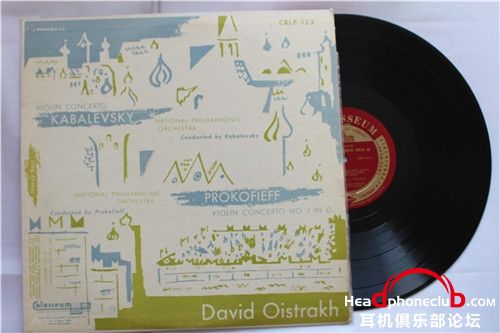 CRLP 123
VIOLIN CONCERTO
KABALEVSKY
NATIONAL PHILHARMONIC
ORCHESTRA
Conducted by Kabalevsky
NATIONAL PHILHARMONIC
ORCHESTRA
Conducted by Prokofieff
PROKOFIEFF
VIOLIN CONCERTO NO. 1 IN D
Colosseum
David Oistrakh
COLOSSEUM
Headphoneclub.com
耳机俱乐部论坛